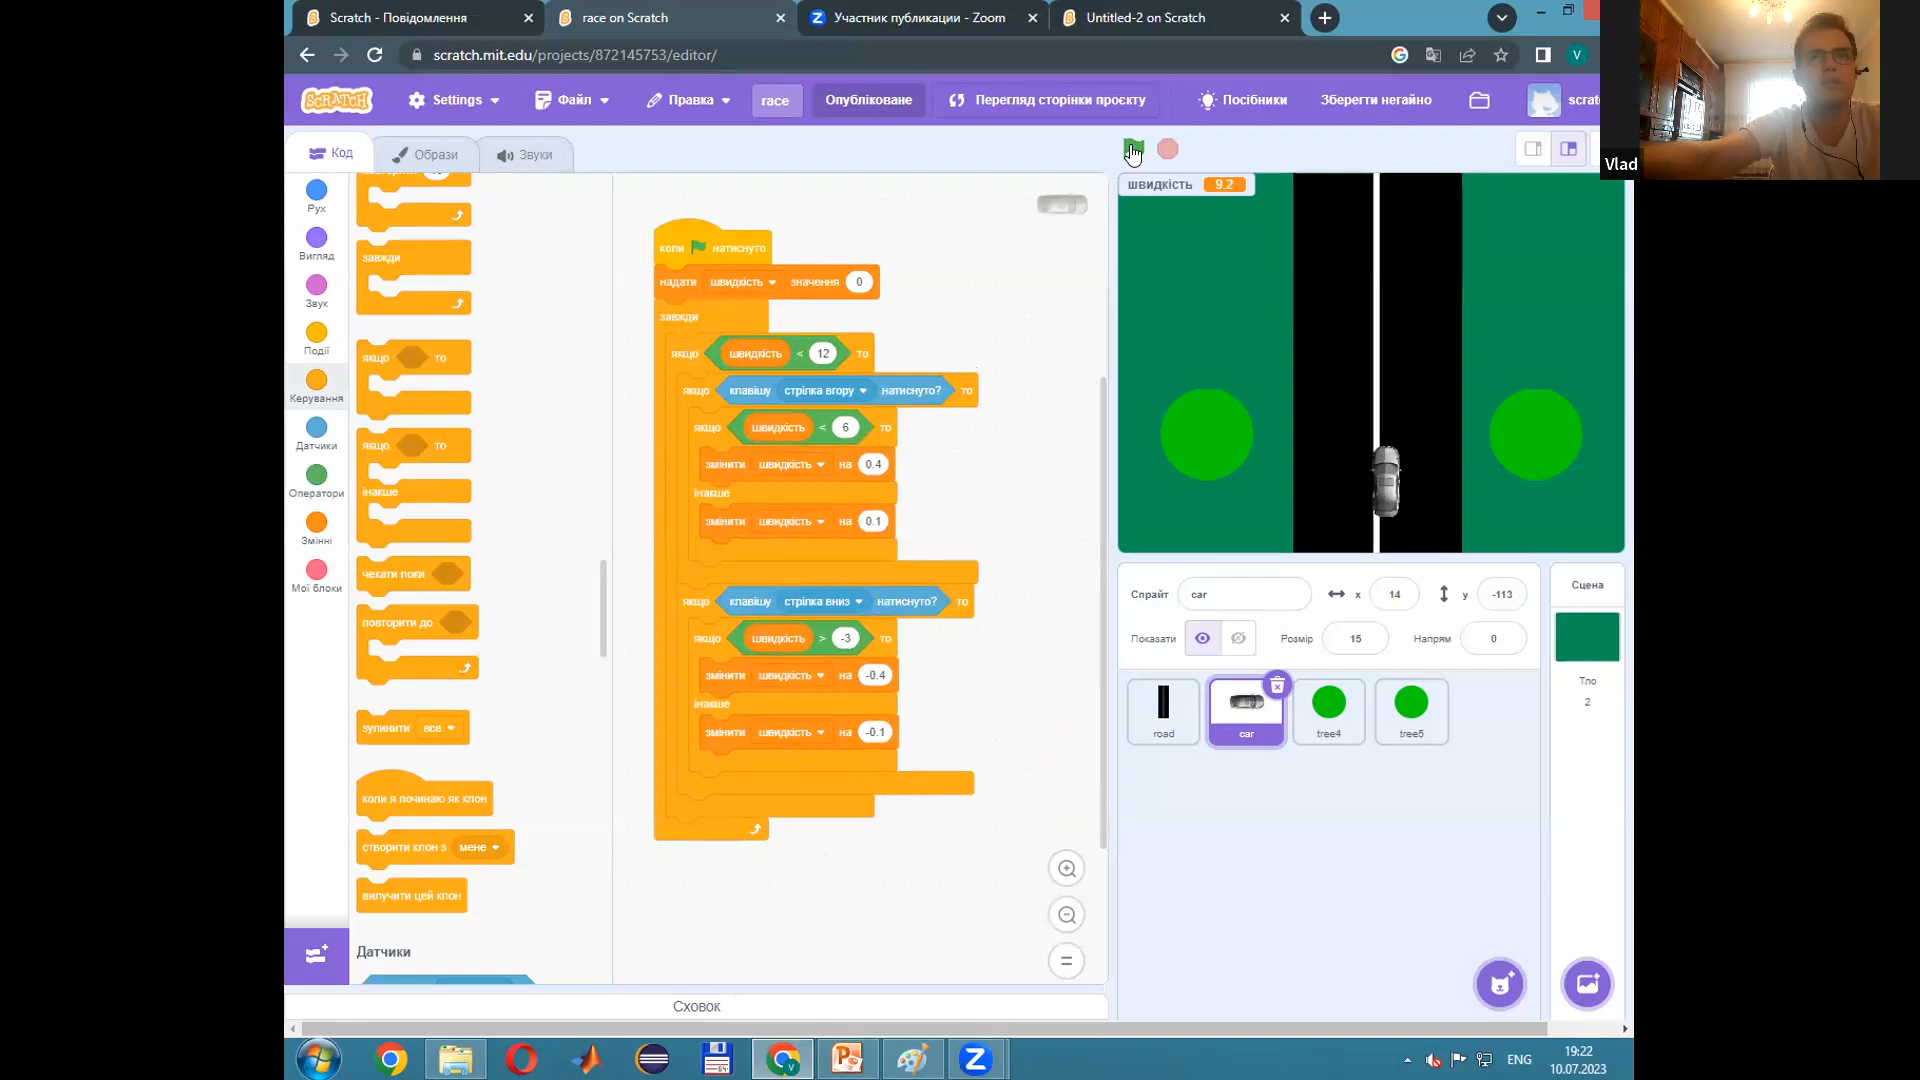 Scratch - Повідомлення
race on Scratch
Участник публикации - Zoom
Untitled-2 on Scratch
scratch.mit.edu/projects/872145753/editor/
V
SCRATCH
Settings
Файл
Правка
race
Опубліковане
Перегляд сторінки проєкту
Посібники
Зберегти негайно
Vlad
Код
Образи
Звуки
Рух
Вигляд
Звук
Події
Керування
Датчики
Оператори
Змінні
Мої блоки
завжди
якщо то
якщо то
інакше
чекати поки
повторити до
зупинити все
коли я починаю як клон
створити клон з мене
вилучити цей клон
Датчики
коли натиснуто
надати швидкість значення 0
завжди
якщо швидкість < 12 то
якщо клавішу стрілка вгору натиснуто? то
якщо швидкість < 6 то
змінити швидкість на 0.4
інакше
змінити швидкість на 0.1
якщо клавішу стрілка вниз натиснуто? то
якщо швидкість > -3 то
змінити швидкість на -0.4
інакше
змінити швидкість на -0.1
швидкість 9.2
Спрайт car x 14 y -113
Показати Розмір 15 Напрям 0
road
car
tree4
tree5
Сцена
Тло
2
Сховок
ENG
19:22
10.07.2023